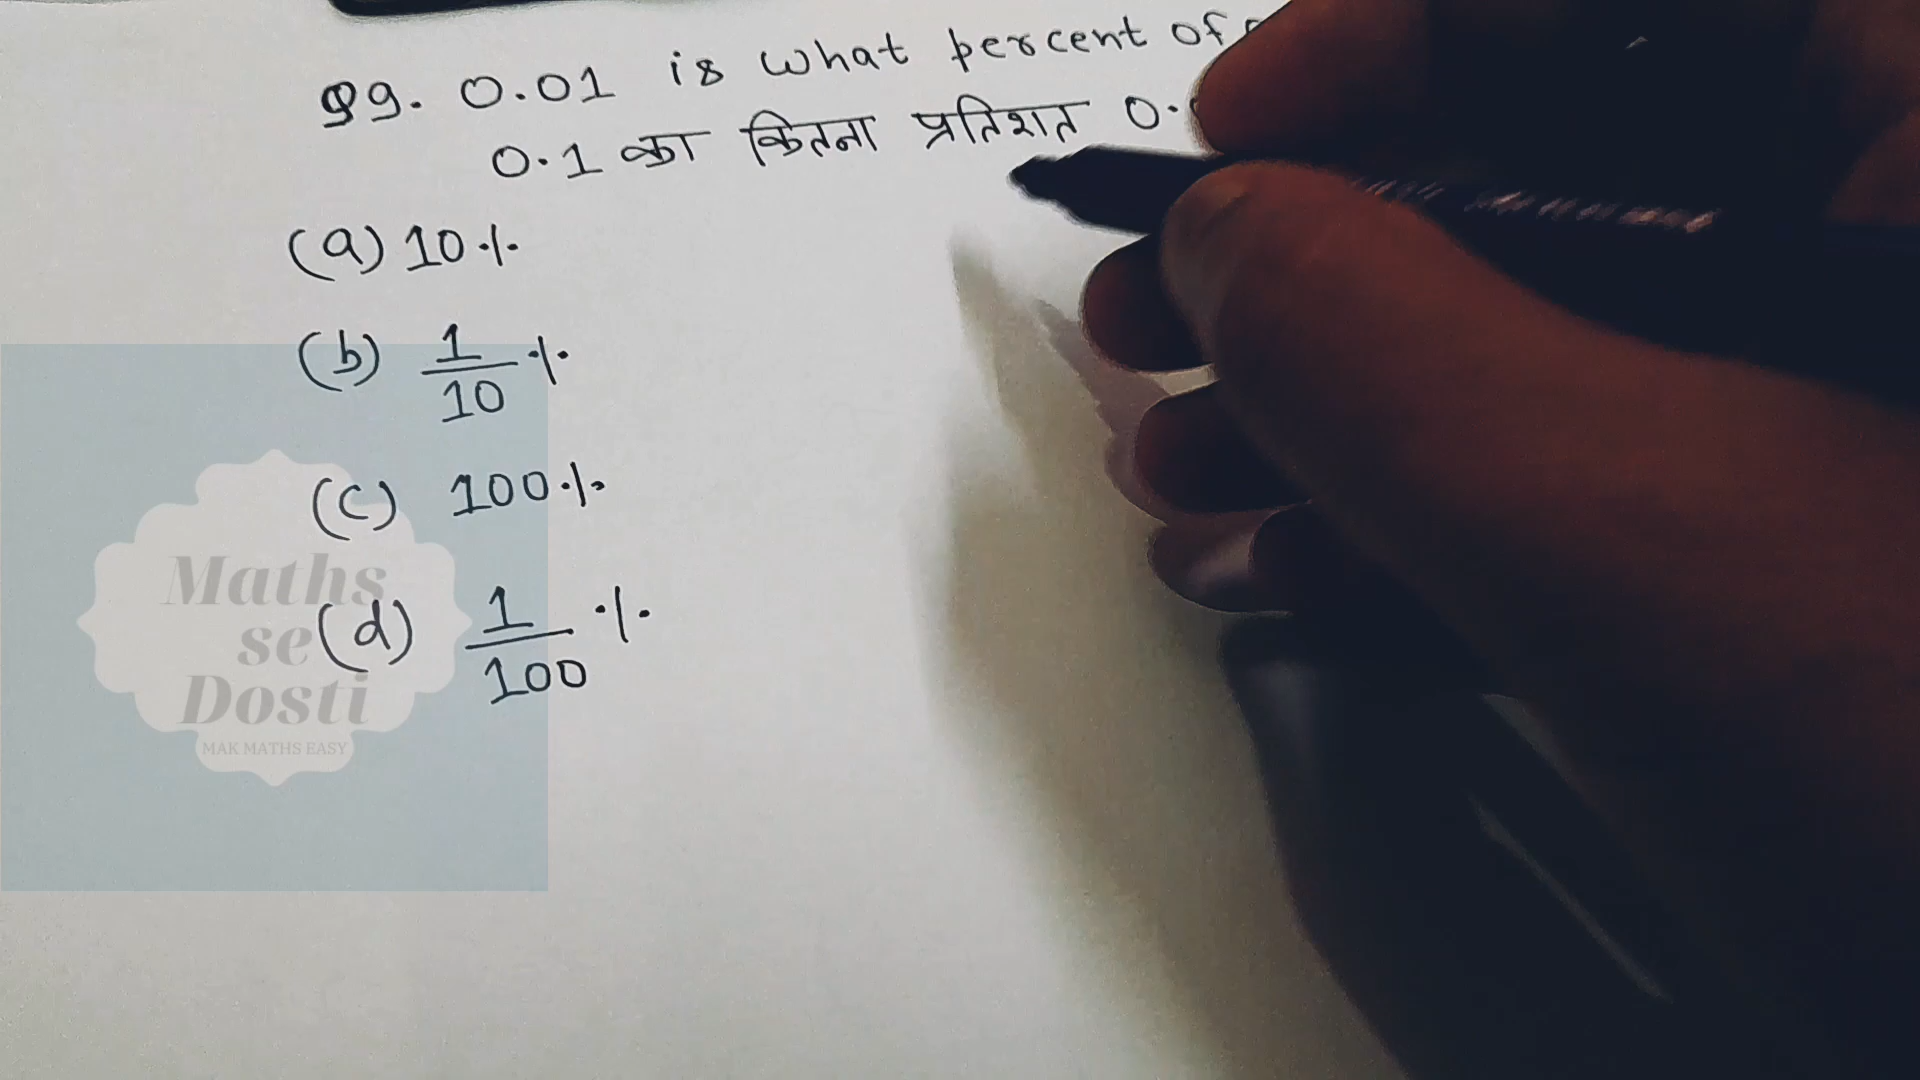 Q9. 0.01 is what percent of
0.1 का कितना प्रतिशत 0.
(a) 10%
(b) 1/10 %
(c) 100%
(d) 1/100 %
Maths
se
Dosti
MAK MATHS EASY